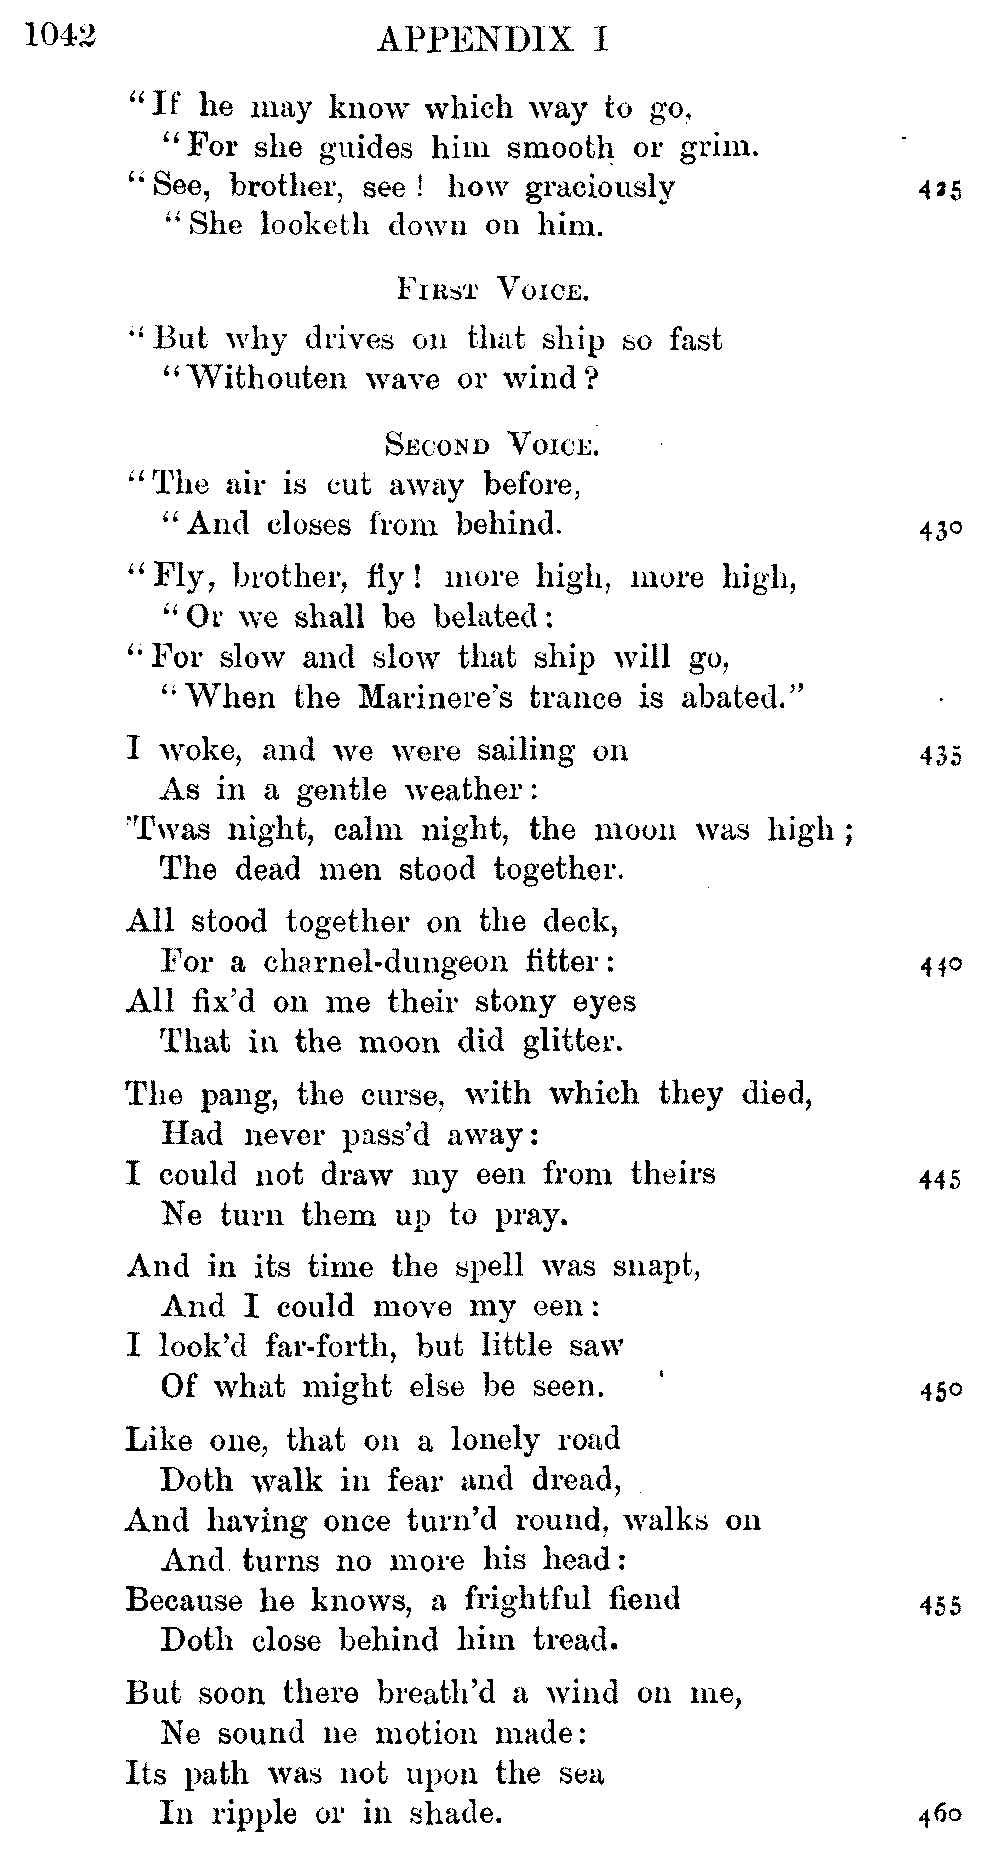 1042 APPENDIX I
“If he may know which way to go,
“For she guides him smooth or grim.
“See, brother, see! how graciously 425
“She looketh down on him.
FIRST VOICE.
“But why drives on that ship so fast
“Withouten wave or wind?
SECOND VOICE.
“The air is cut away before,
“And closes from behind. 430
“Fly, brother, fly! more high, more high,
“Or we shall be belated:
“For slow and slow that ship will go,
“When the Marinere's trance is abated.”
I woke, and we were sailing on 435
As in a gentle weather:
'Twas night, calm night, the moon was high;
The dead men stood together.
All stood together on the deck,
For a charnel-dungeon fitter: 440
All fix'd on me their stony eyes
That in the moon did glitter.
The pang, the curse, with which they died,
Had never pass'd away:
I could not draw my een from theirs 445
Ne turn them up to pray.
And in its time the spell was snapt,
And I could move my een:
I look'd far-forth, but little saw
Of what might else be seen. 450
Like one, that on a lonely road
Doth walk in fear and dread,
And having once turn'd round, walks on
And turns no more his head:
Because he knows, a frightful fiend 455
Doth close behind him tread.
But soon there breath'd a wind on me,
Ne sound ne motion made:
Its path was not upon the sea
In ripple or in shade. 460